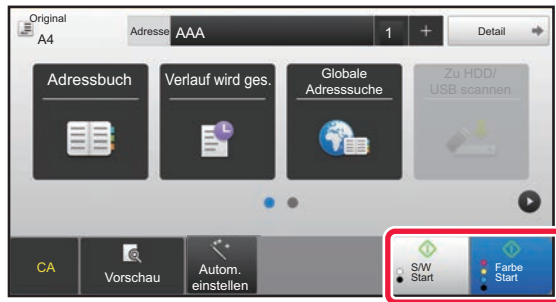 Original
A4
Adresse AAA 1 +
Detail
Adressbuch
Verlauf wird ges.
Globale
Adresssuche
Zu HDD/
USB scannen
CA
Vorschau
Autom.
einstellen
S/W
Start
Farbe
Start